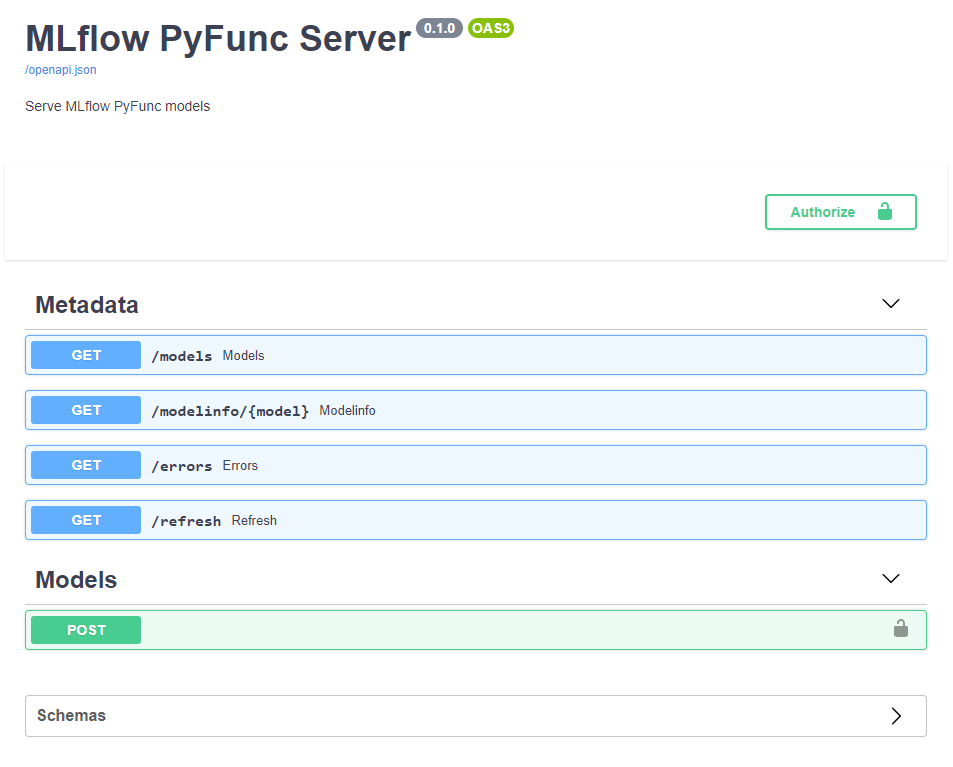 MLflow PyFunc Server 0.1.0 OAS3
/openapi.json
Serve MLflow PyFunc models
Authorize
Metadata
GET /models Models
GET /modelinfo/{model} Modelinfo
GET /errors Errors
GET /refresh Refresh
Models
POST
Schemas